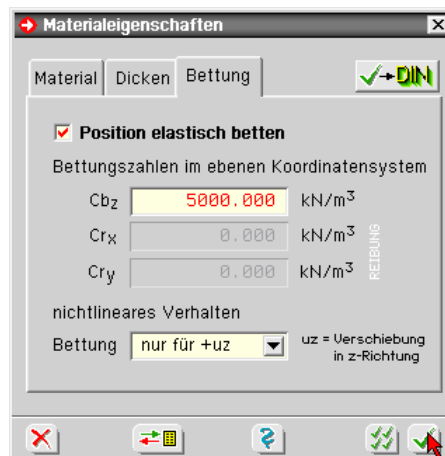 Materialeigenschaften
Material Dicken Bettung
DIN
Position elastisch betten
Bettungszahlen im ebenen Koordinatensystem
Cbz 5000.000 kN/m³
Crx 0.000 kN/m³
Cry 0.000 kN/m³
REIBUNG
nichtlineares Verhalten
Bettung nur für +uz
uz = Verschiebung
in z-Richtung